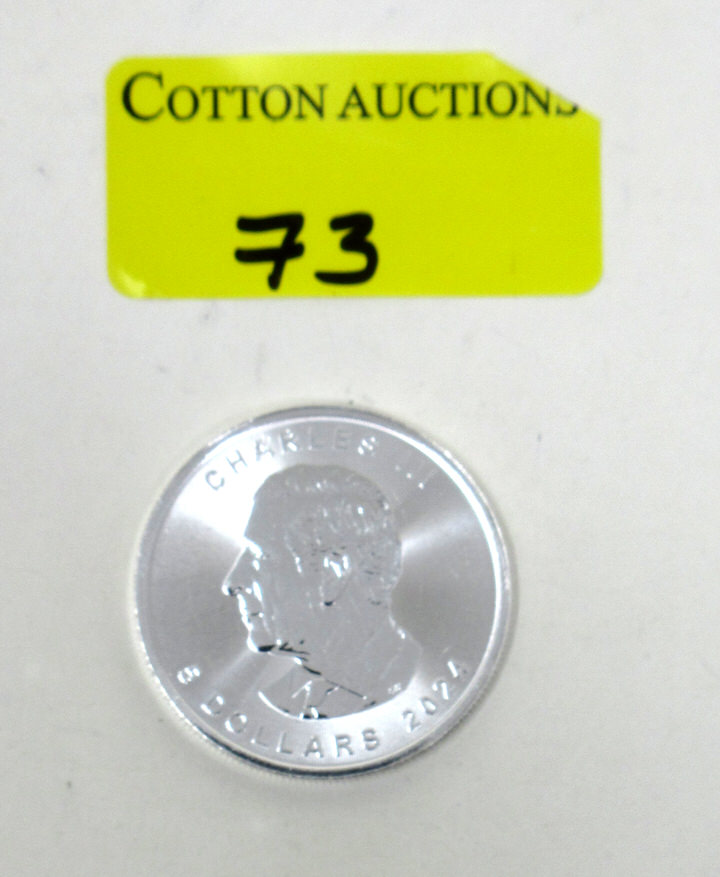 COTTON AUCTIONS
73
CHARLES III
5 DOLLARS 2024